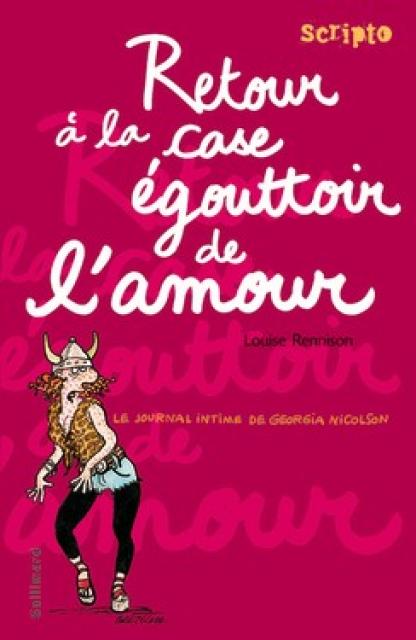 scripto
Retour
à la case
égouttoir
de
l'amour
Louise Rennison
LE JOURNAL INTIME DE GEORGIA NICOLSON
Gallimard